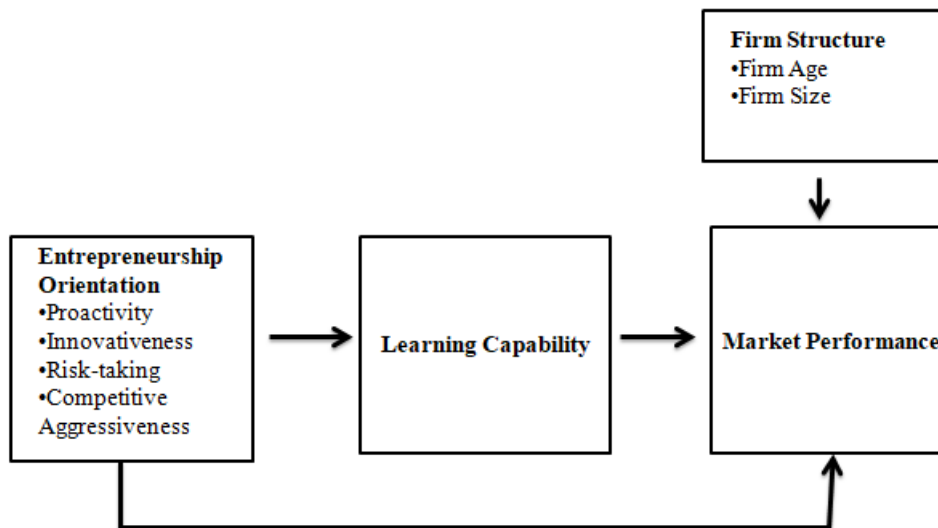 Firm Structure
•Firm Age
•Firm Size
Entrepreneurship
Orientation
•Proactivity
•Innovativeness
•Risk-taking
•Competitive
Aggressiveness
Learning Capability
Market Performance